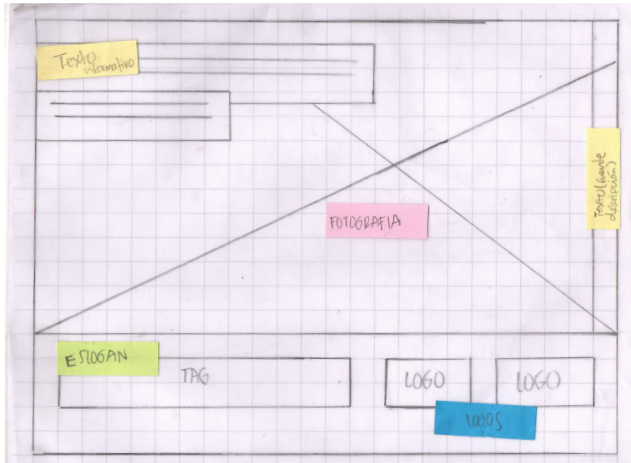 Texto
informativo
Texto (fuente
descripción)
FOTOGRAFIA
ESLOGAN
TAG
LOGO
LOGO
LOGOS